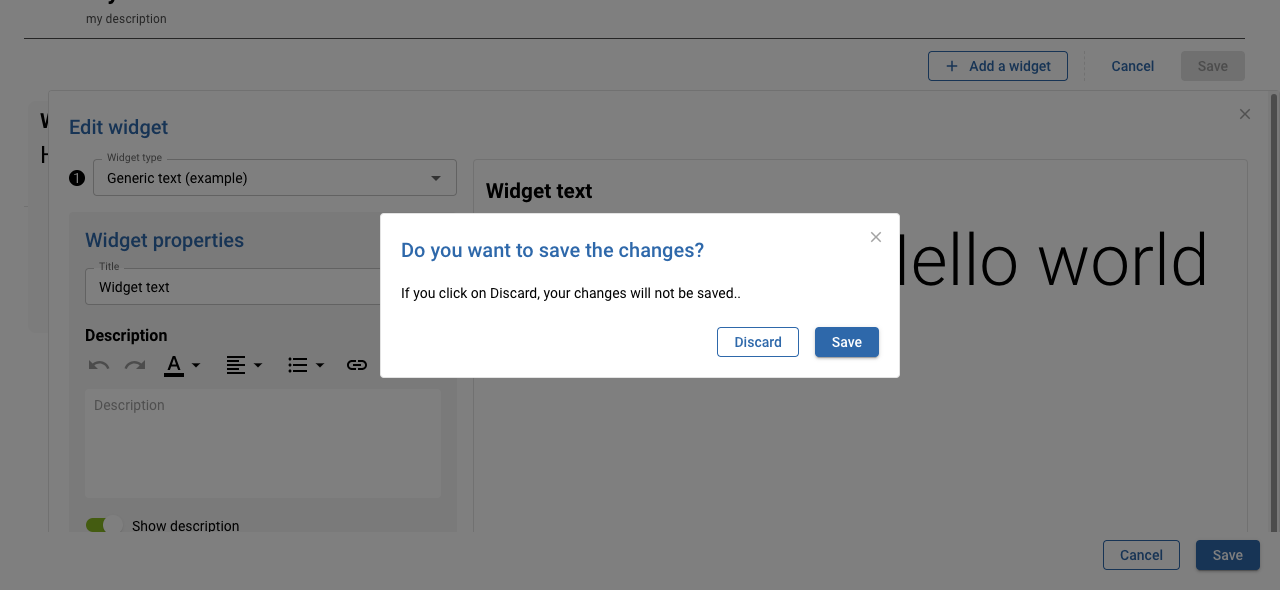 my description
Add a widget
Cancel
Save
Edit widget
Widget type
1
Generic text (example)
Widget text
Widget properties
Title
Widget text
Description
A
Description
Show description
ello world
Do you want to save the changes?
If you click on Discard, your changes will not be saved..
Discard
Save
Cancel
Save